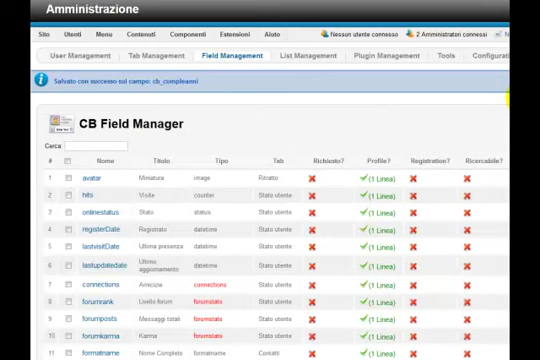 Amministrazione
Sito Utenti Menu Contenuti Componenti Estensioni Aiuto Nessun utente connesso 2 Amministratori connessi
User Management Tab Management Field Management List Management Plugin Management Tools
Salvato con successo sul campo: cb_compleanni
CB Field Manager
Cerca:
# Nome Titolo Tipo Tab Richiesto? Profile? Registration? Ricercabile?
1 avatar Miniatura image Ritratto (1 Linea)
2 hits Visite counter Stato utente (1 Linea)
3 onlinestatus Stato status Stato utente (1 Linea)
4 registerDate Registrato datetime Stato utente (1 Linea)
5 lastvisitDate Ultima presenza datetime Stato utente (1 Linea)
6 lastupdatedate Ultimo aggiornamento datetime Stato utente (1 Linea)
7 connections Amicizie connections Stato utente (1 Linea)
8 forumrank Livello forum forumstats Stato utente (1 Linea)
9 forumposts Messaggi totali forumstats Stato utente (1 Linea)
10 forumkarma Karma forumstats Stato utente (1 Linea)
11 formatname Nome Completo formatname Contatti (1 Linea)